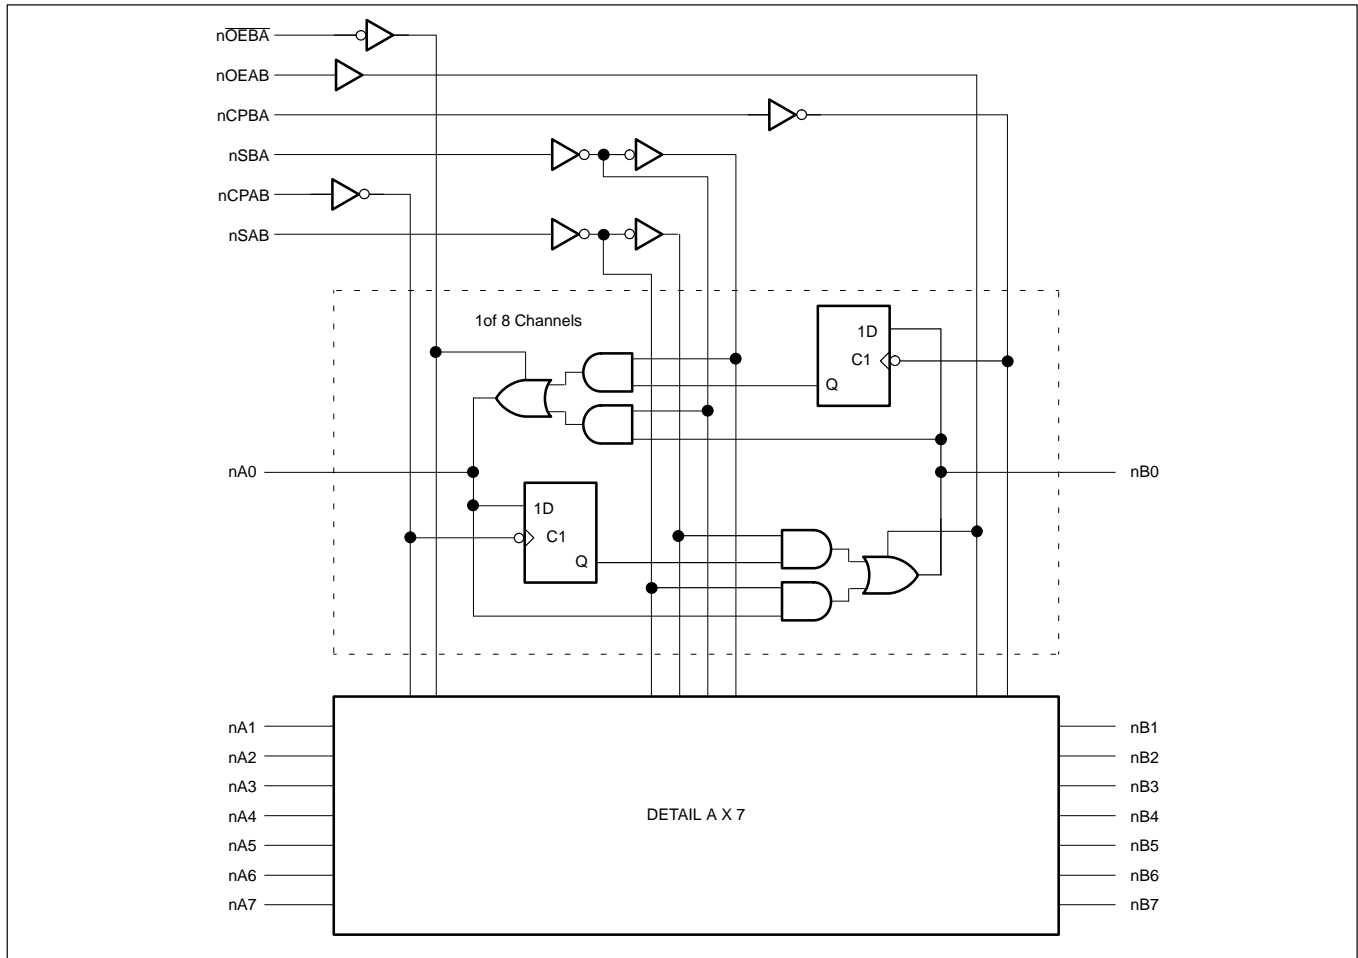 nOEBA
nOEAB
nCPBA
nSBA
nCPAB
nSAB
1of 8 Channels
1D
C1
Q
nA0
nB0
1D
C1
Q
nA1
nB1
nA2
nB2
nA3
nB3
DETAIL A X 7
nA4
nB4
nA5
nB5
nA6
nB6
nA7
nB7